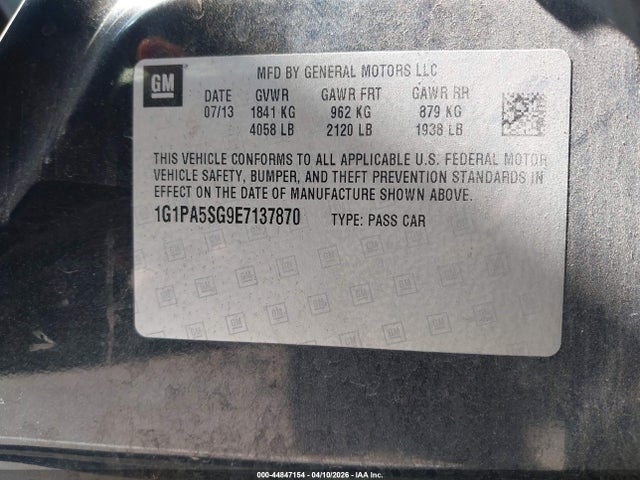 GM
MFD BY GENERAL MOTORS LLC
DATE GVWR GAWR FRT GAWR RR
07/13 1841 KG 962 KG 879 KG
4058 LB 2120 LB 1938 LB
THIS VEHICLE CONFORMS TO ALL APPLICABLE U.S. FEDERAL MOTOR
VEHICLE SAFETY, BUMPER, AND THEFT PREVENTION STANDARDS IN
EFFECT ON THE DATE OF MANUFACTURE SHOWN ABOVE.
1G1PA5SG9E7137870 TYPE: PASS CAR
000-44847154 - 04/10/2026 - IAA Inc.